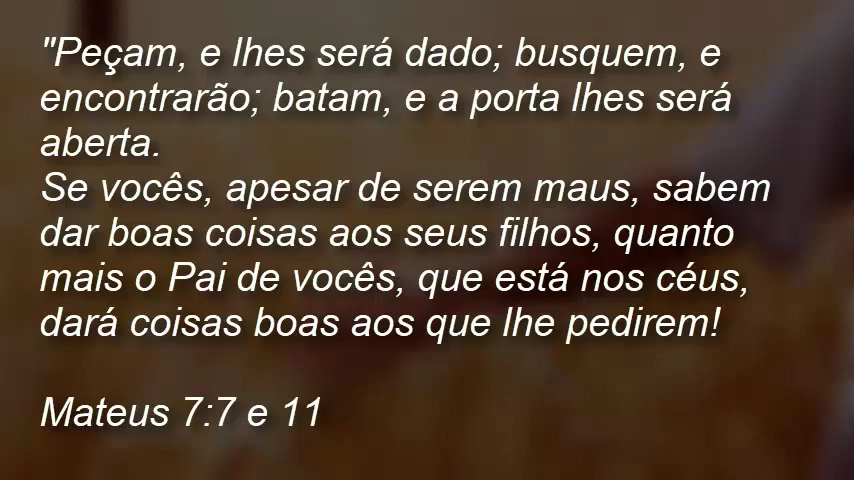 "Peçam, e lhes será dado; busquem, e
encontrarão; batam, e a porta lhes será
aberta.
Se vocês, apesar de serem maus, sabem
dar boas coisas aos seus filhos, quanto
mais o Pai de vocês, que está nos céus,
dará coisas boas aos que lhe pedirem!
Mateus 7:7 e 11